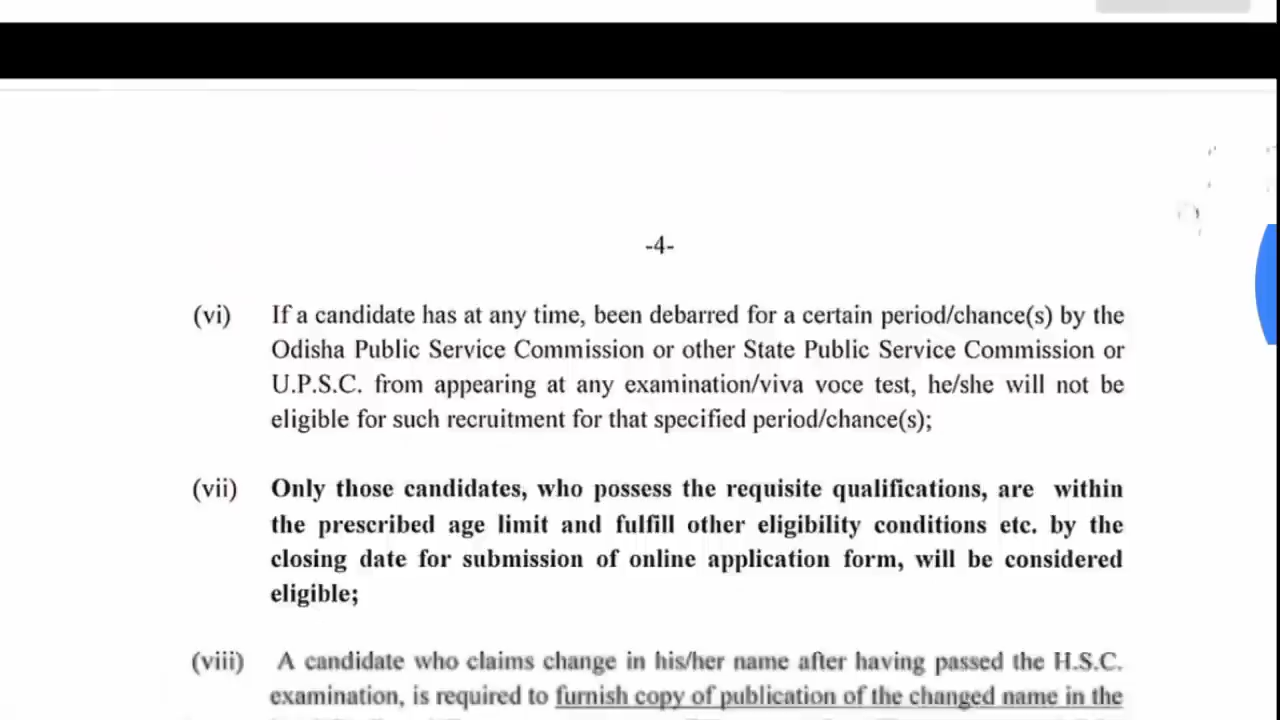 -4-
(vi) If a candidate has at any time, been debarred for a certain period/chance(s) by the
Odisha Public Service Commission or other State Public Service Commission or
U.P.S.C. from appearing at any examination/viva voce test, he/she will not be
eligible for such recruitment for that specified period/chance(s);
(vii) Only those candidates, who possess the requisite qualifications, are within
the prescribed age limit and fulfill other eligibility conditions etc. by the
closing date for submission of online application form, will be considered
eligible;
(viii) A candidate who claims change in his/her name after having passed the H.S.C.
examination, is required to furnish copy of publication of the changed name in the